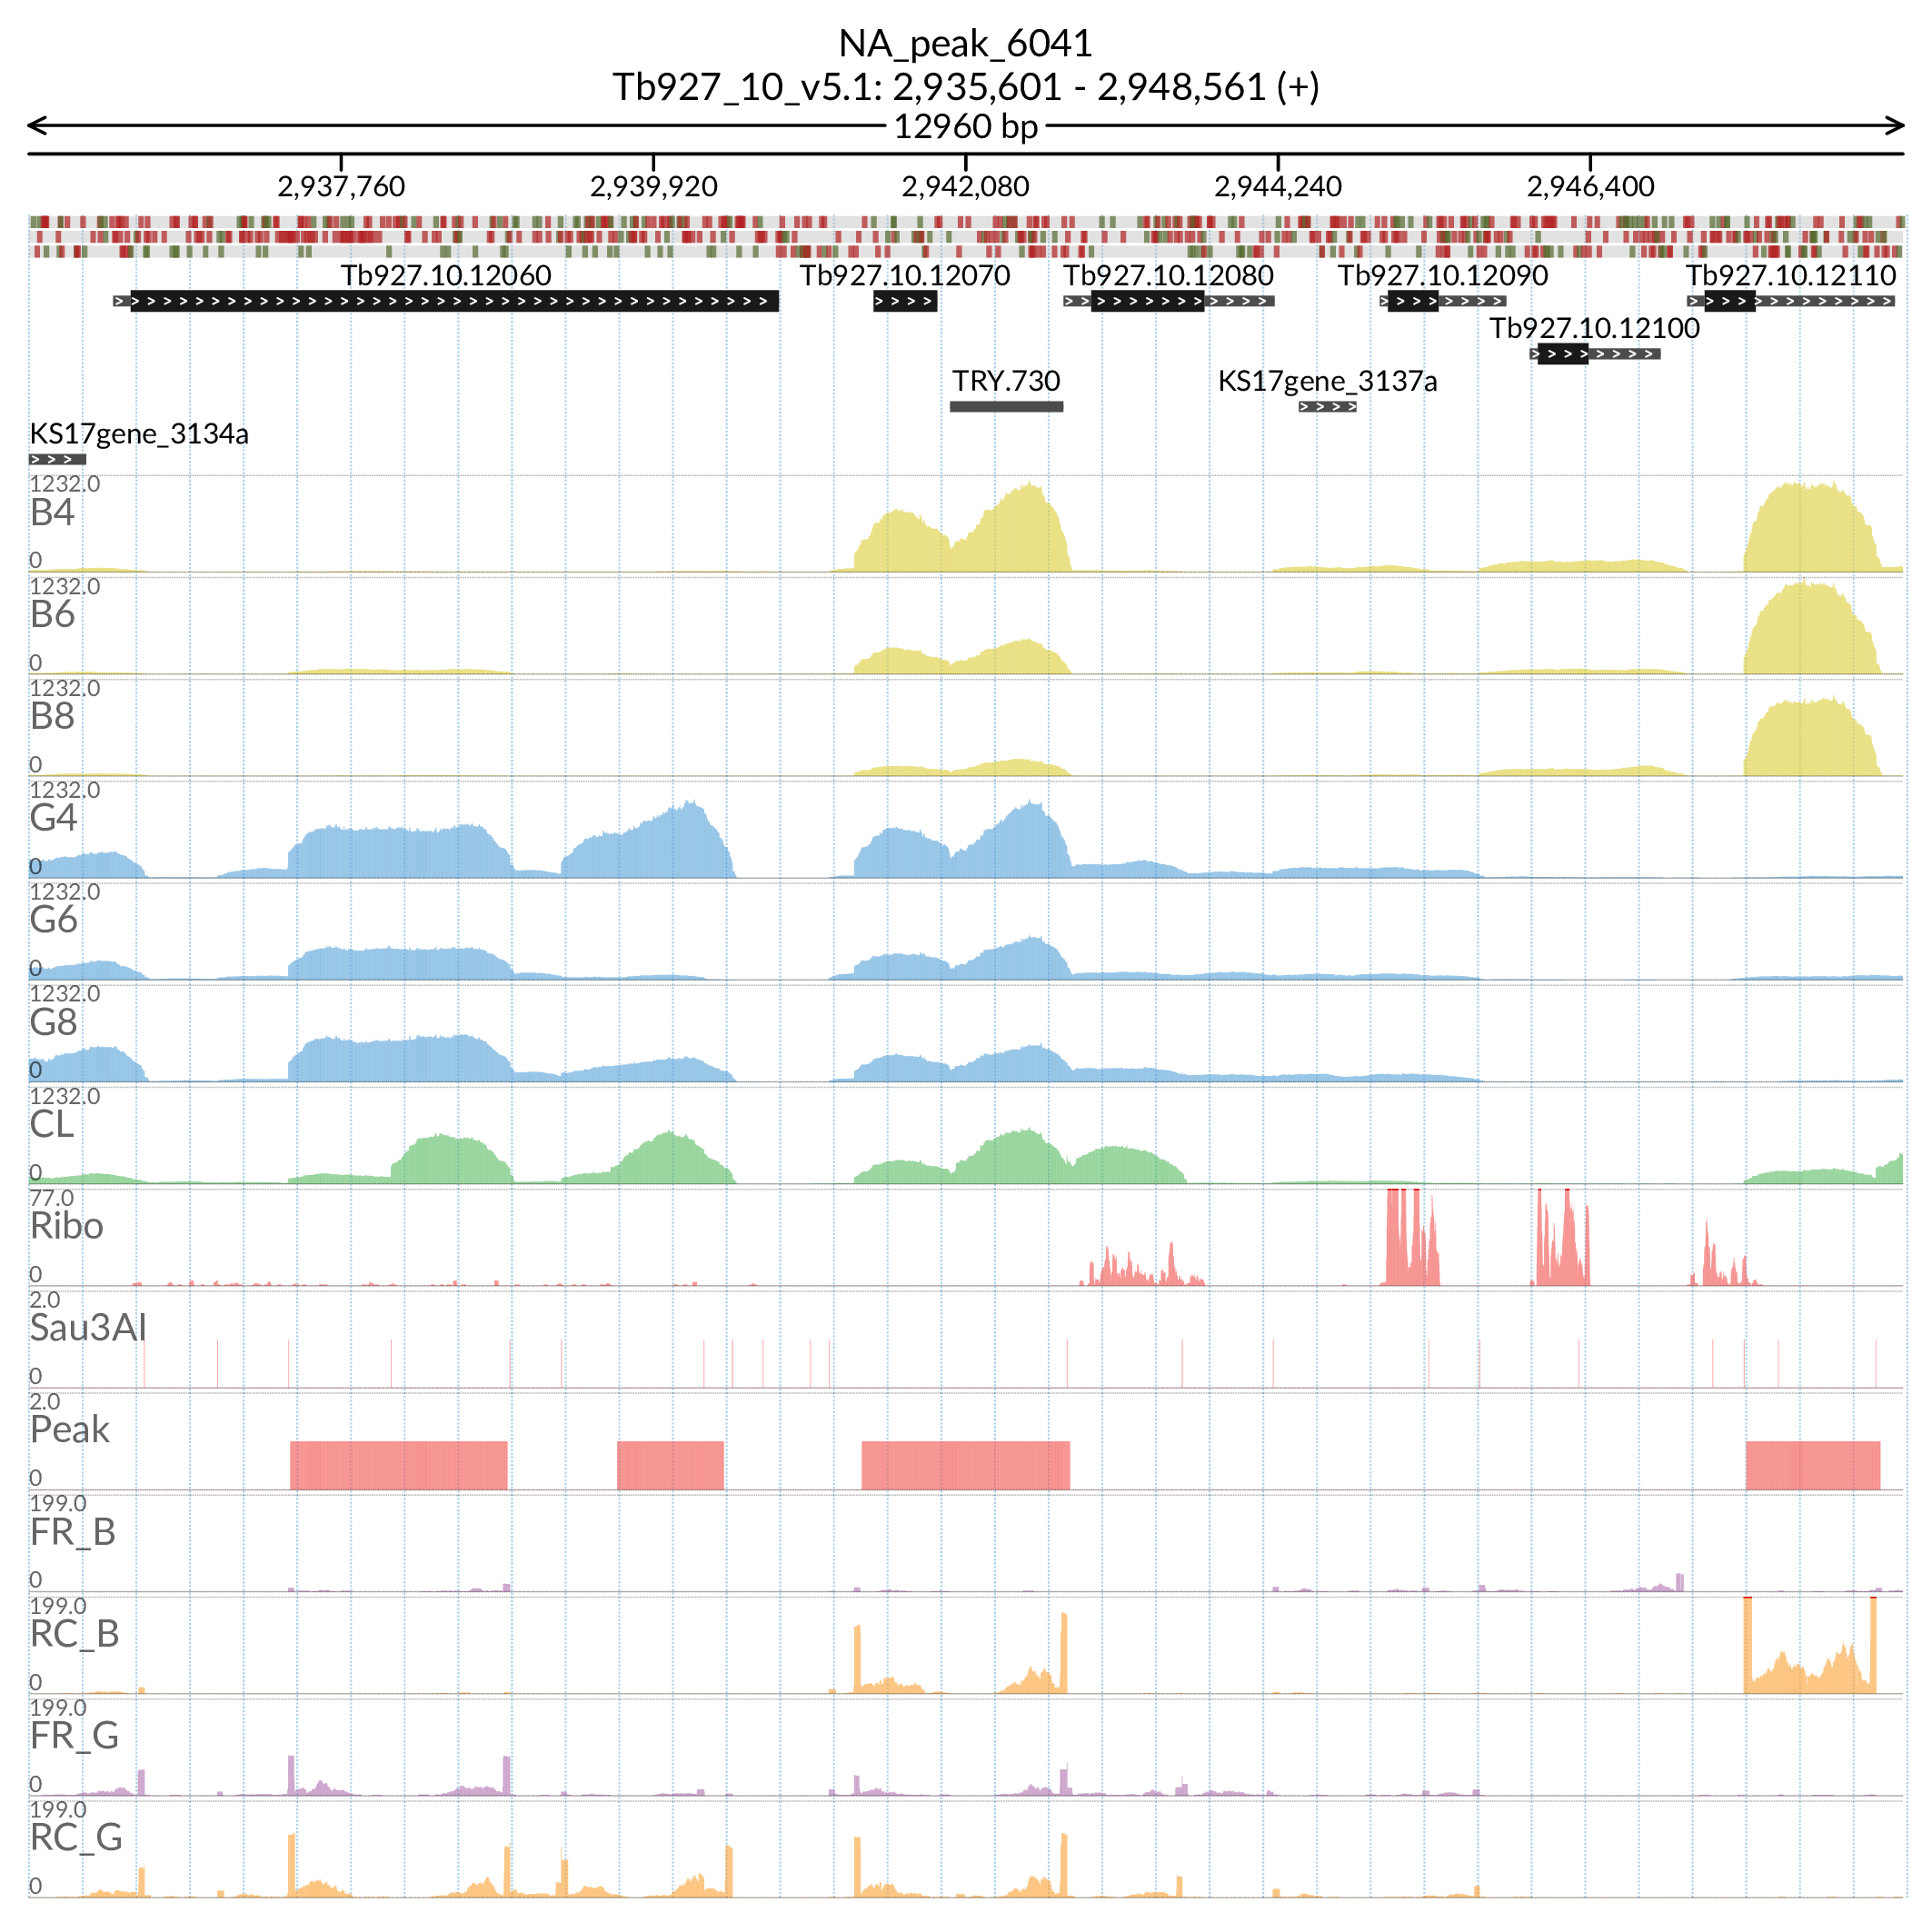 NA_peak_6041
Tb927_10_v5.1: 2,935,601 - 2,948,561 (+)
12960 bp
2,937,760 2,939,920 2,942,080 2,944,240 2,946,400
Tb927.10.12060 Tb927.10.12070 Tb927.10.12080 Tb927.10.12090 Tb927.10.12110
Tb927.10.12100
TRY.730 KS17gene_3137a
KS17gene_3134a
1232.0
B4
0
1232.0
B6
0
1232.0
B8
0
1232.0
G4
0
1232.0
G6
0
1232.0
G8
0
1232.0
CL
0
77.0
Ribo
0
2.0
Sau3AI
0
2.0
Peak
0
199.0
FR_B
0
199.0
RC_B
0
199.0
FR_G
0
199.0
RC_G
0